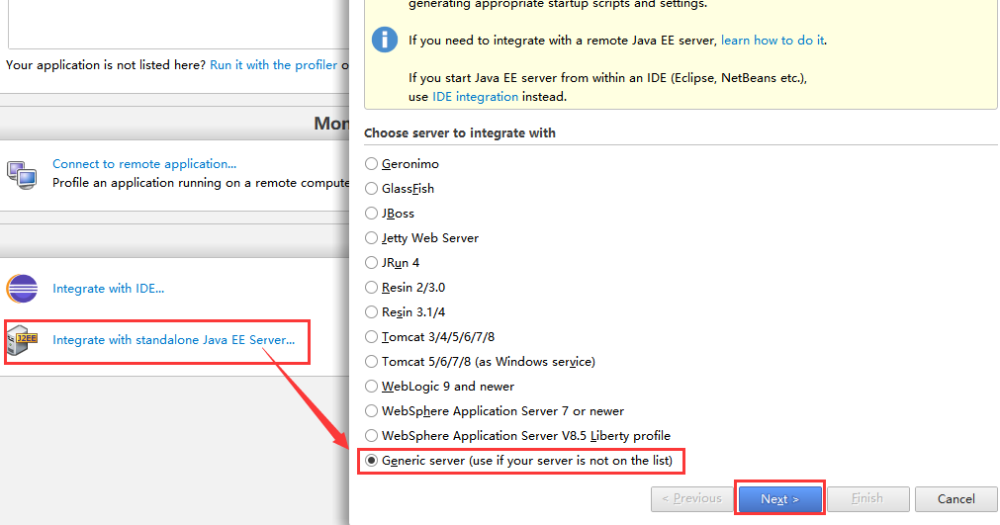 Your application is not listed here? Run it with the profiler o
Mon
Connect to remote application...
Profile an application running on a remote compute
Integrate with IDE...
J2EE
Integrate with standalone Java EE Server...
generating appropriate startup scripts and settings.
If you need to integrate with a remote Java EE server, learn how to do it.
If you start Java EE server from within an IDE (Eclipse, NetBeans etc.),
use IDE integration instead.
Choose server to integrate with
Geronimo
GlassFish
JBoss
Jetty Web Server
JRun 4
Resin 2/3.0
Resin 3.1/4
Tomcat 3/4/5/6/7/8
Tomcat 5/6/7/8 (as Windows service)
WebLogic 9 and newer
WebSphere Application Server 7 or newer
WebSphere Application Server V8.5 Liberty profile
Generic server (use if your server is not on the list)
< Previous Next > Finish Cancel